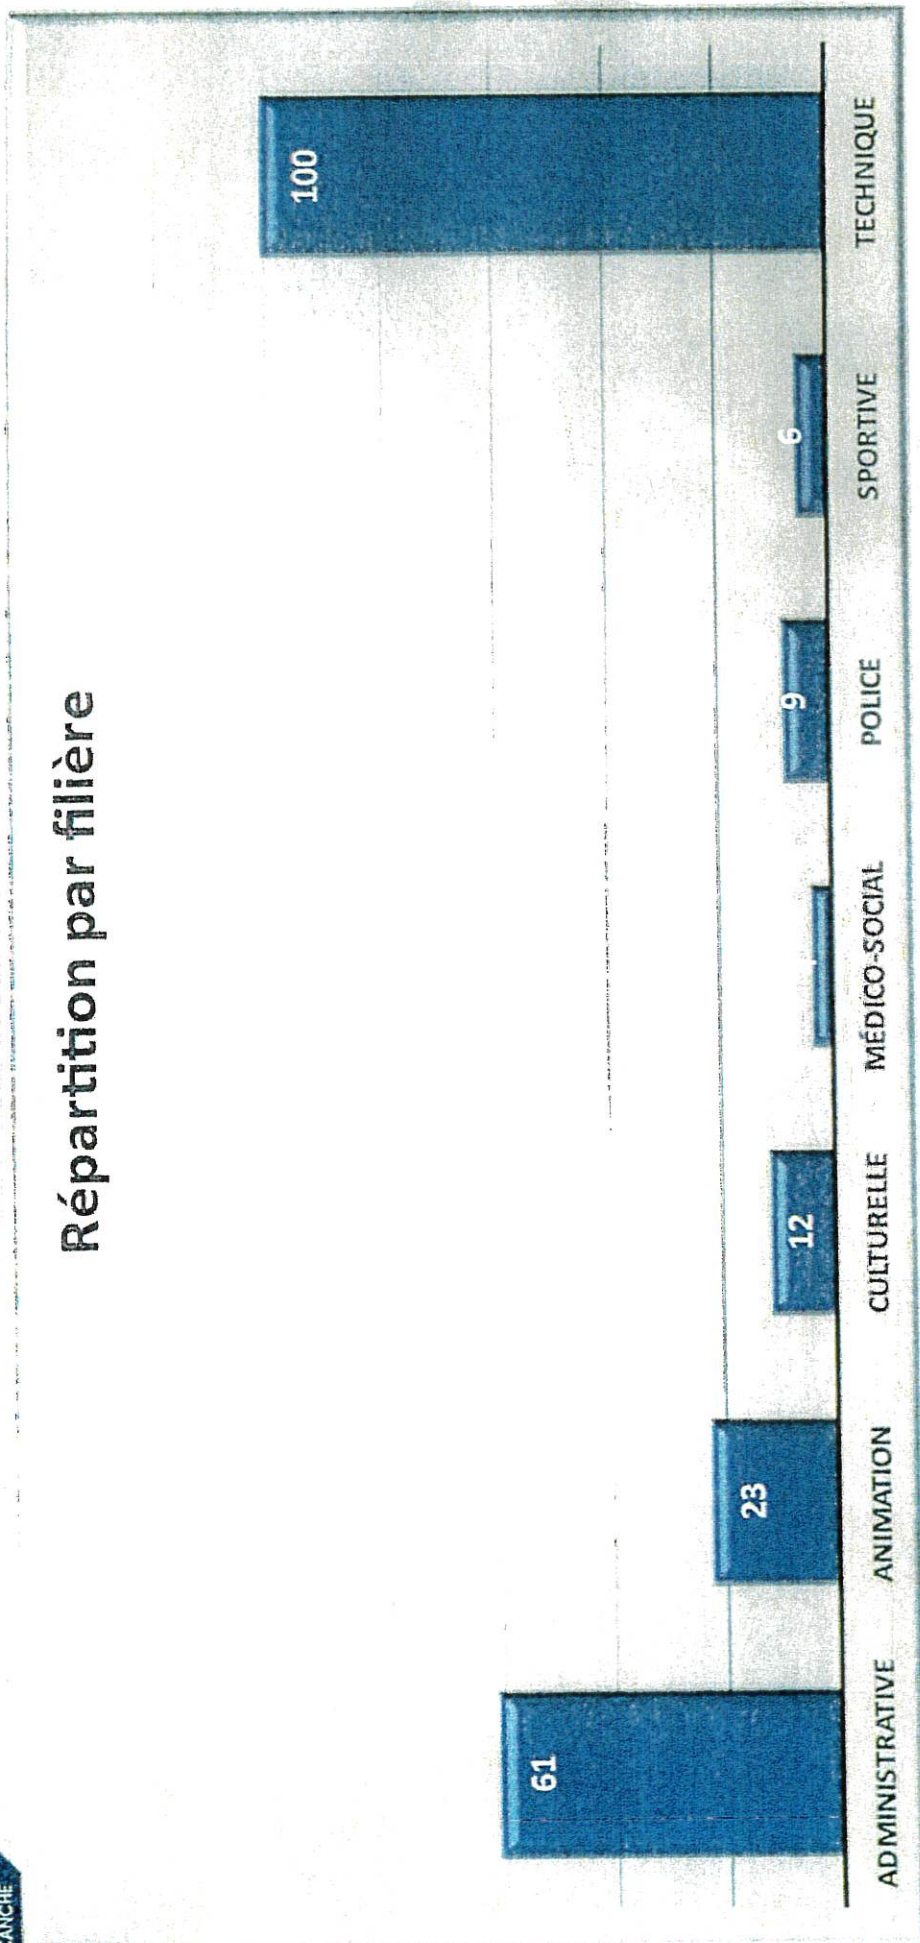 Répartition par filière
61
23
12
9
6
100
ADMINISTRATIVE
ANIMATION
CULTURELLE
MÉDICO-SOCIAL
POLICE
SPORTIVE
TECHNIQUE